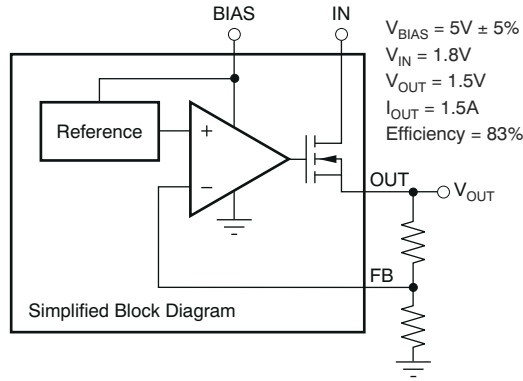 BIAS
IN
V_BIAS = 5V ± 5%
V_IN = 1.8V
V_OUT = 1.5V
I_OUT = 1.5A
Efficiency = 83%
Reference
+
−
OUT
V_OUT
FB
Simplified Block Diagram